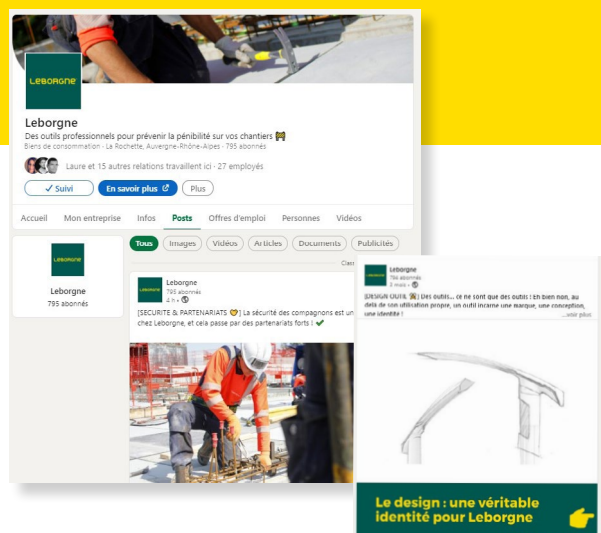 LEBORGNE
Leborgne
Des outils professionnels pour prévenir la pénibilité sur vos chantiers
Biens de consommation · La Rochette, Auvergne-Rhône-Alpes · 795 abonnés
Laure et 15 autres relations travaillent ici · 27 employés
✓ Suivi
En savoir plus
Plus
Accueil
Mon entreprise
Infos
Posts
Offres d'emploi
Personnes
Vidéos
LEBORGNE
Leborgne
795 abonnés
Tous
Images
Vidéos
Articles
Documents
Publicités
Clas
LEBORGNE
Leborgne
795 abonnés
4 h •
[SECURITE & PARTENARIATS ] La sécurité des compagnons est un
chez Leborgne, et cela passe par des partenariats forts ! ✔
LEBORGNE
Leborgne
abonnés
2 mois •
[DESIGN OUTIL ] Des outils... ce ne sont que des outils ! Eh bien non, au
delà de son utilisation propre, un outil incarne une marque, une conception,
une identité !
...voir plus
Le design : une véritable
identité pour Leborgne